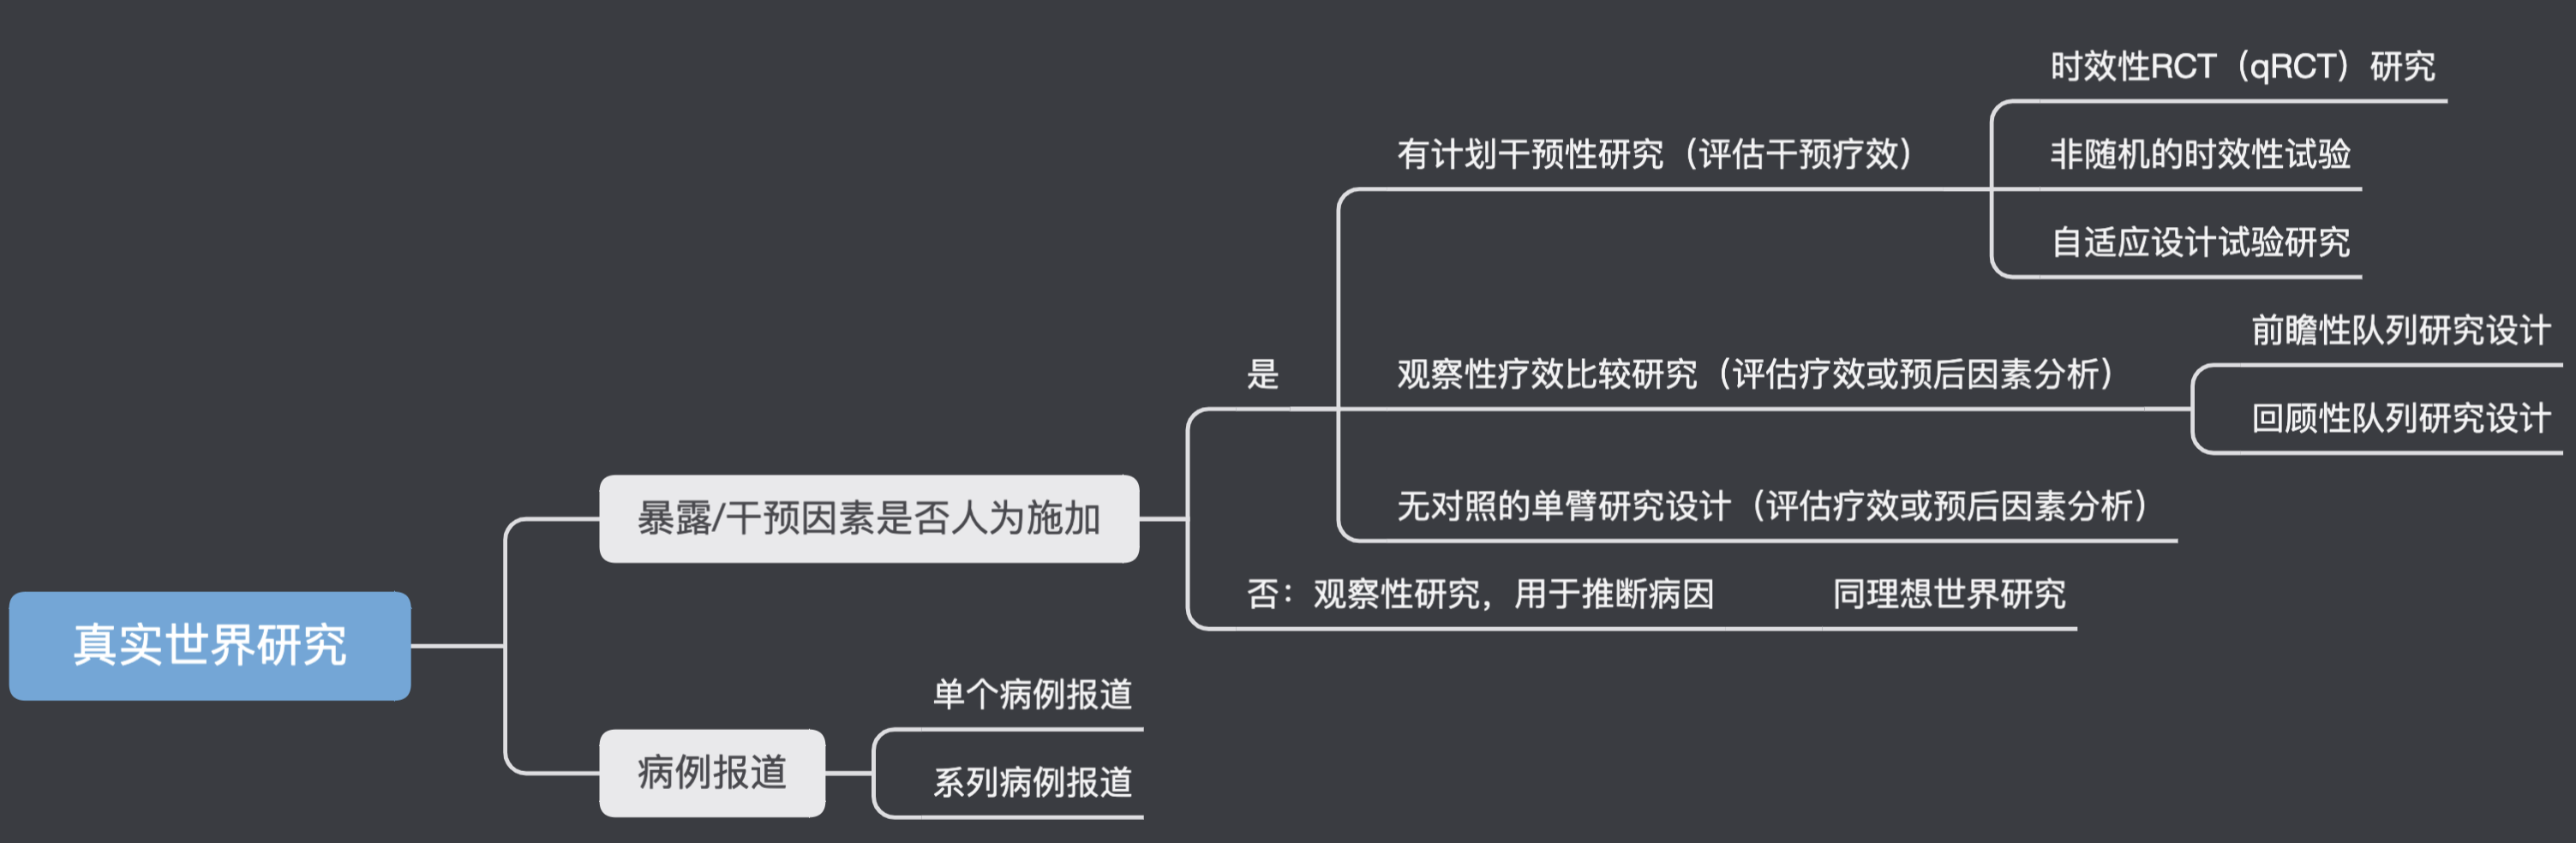 真实世界研究
暴露/干预因素是否人为施加
是
有计划干预性研究（评估干预疗效）
时效性RCT（qRCT）研究
非随机的时效性试验
自适应设计试验研究
观察性疗效比较研究（评估疗效或预后因素分析）
前瞻性队列研究设计
回顾性队列研究设计
无对照的单臂研究设计（评估疗效或预后因素分析）
否：观察性研究，用于推断病因
同理想世界研究
病例报道
单个病例报道
系列病例报道